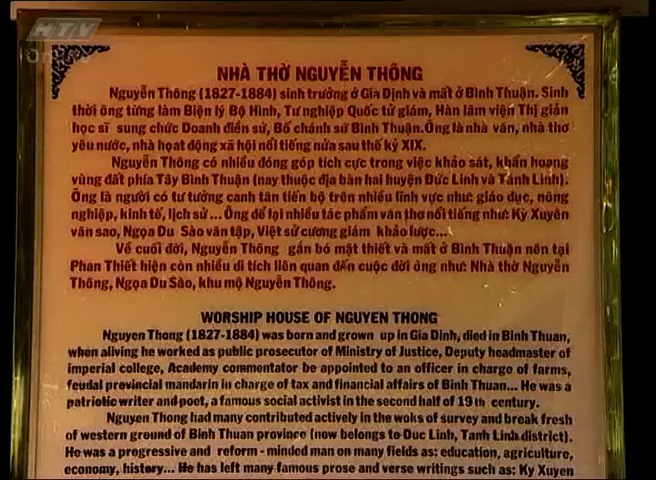 HTV
Online
NHÀ THỜ NGUYỄN THÔNG
Nguyễn Thông (1827-1884) sinh trưởng ở Gia Định và mất ở Bình Thuận. Sinh
thời ông từng làm Biện lý Bộ Hình, Tư nghiệp Quốc tử giám, Hàn lâm viện Thị giản
học sĩ sung chức Doanh điền sứ, Bố chánh sứ Bình Thuận.Ông là nhà văn, nhà thơ
yêu nước, nhà hoạt động xã hội nổi tiếng nửa sau thế kỷ XIX.
Nguyễn Thông có nhiều đóng góp tích cực trong việc khảo sát, khẩn hoang
vùng đất phía Tây Bình Thuận (nay thuộc địa bàn hai huyện Đức Linh và Tánh Linh).
Ông là người có tư tưởng canh tân tiến bộ trên nhiều lĩnh vực như: giáo dục, nông
nghiệp, kinh tế, lịch sử ... Ông để lại nhiều tác phẩm văn thơ nổi tiếng như: Kỳ Xuyên
văn sao, Ngọa Du Sào văn tập, Việt sử cương giám khảo lược...
Về cuối đời, Nguyễn Thông gắn bó mật thiết và mất ở Bình Thuận nên tại
Phan Thiết hiện còn nhiều di tích liên quan đến cuộc đời ông như: Nhà thờ Nguyễn
Thông, Ngọa Du Sào, khu mộ Nguyễn Thông.
WORSHIP HOUSE OF NGUYEN THONG
Nguyen Thong (1827-1884) was born and grown up in Gia Dinh, died in Binh Thuan,
when aliving he worked as public prosecutor of Ministry of Justice, Deputy headmaster of
imperial college, Academy commentator be appointed to an officer in charge of farms,
feudal provincial mandarin in charge of tax and financial affairs of Binh Thuan... He was a
patriotic writer and poet, a famous social activist in the second half of 19th century.
Nguyen Thong had many contributed actively in the woks of survey and break fresh
of western ground of Binh Thuan province (now belongs to Duc Linh, Tanh Linh district).
He was a progressive and reform - minded man on many fields as: education, agriculture,
economy, history... He has left many famous prose and verse writings such as: Ky Xuyen